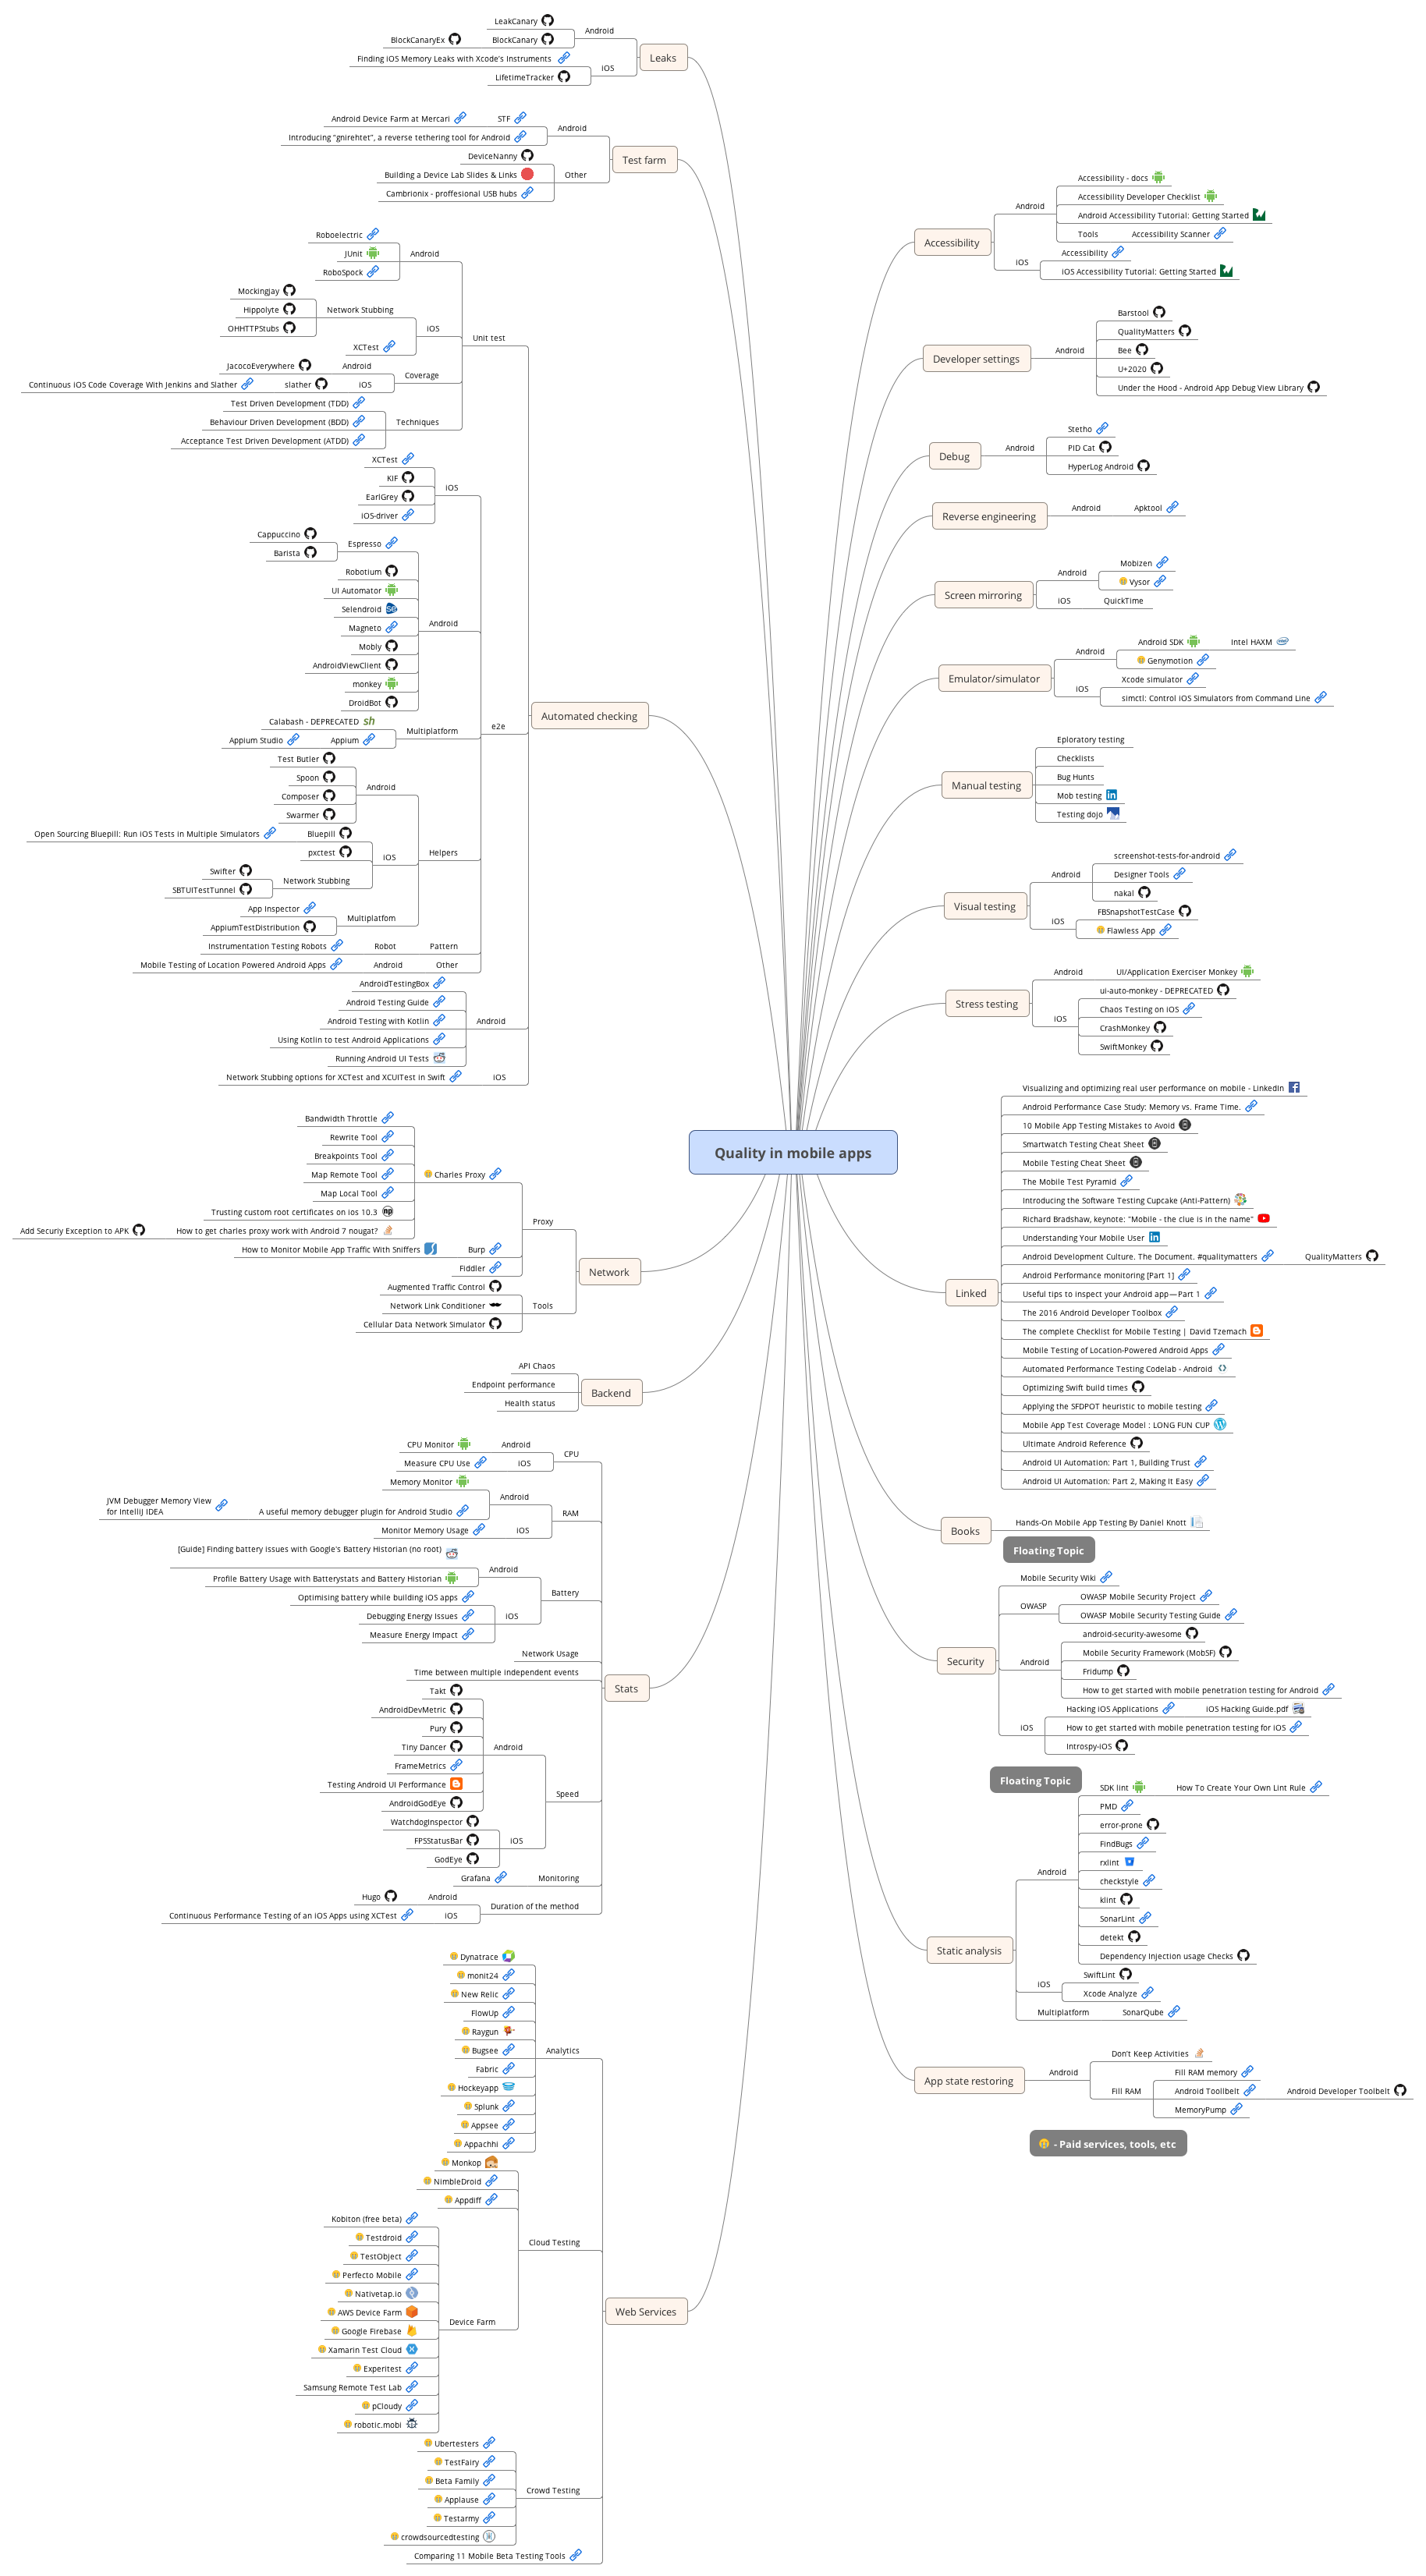 LeakCanary
Android
BlockCanaryEx
BlockCanary
Leaks
Finding iOS Memory Leaks with Xcode's Instruments
iOS
LifetimeTracker
Android Device Farm at Mercari
STF
Android
Introducing "gnirehtet", a reverse tethering tool for Android
Test farm
DeviceNanny
Building a Device Lab Slides & Links
Other
Cambrionix - proffesional USB hubs
Roboelectric
JUnit
Android
RoboSpock
Mockingjay
Hippolyte
Network Stubbing
OHHTTPStubs
iOS
XCTest
Unit test
JacocoEverywhere
Android
Coverage
Continuous iOS Code Coverage With Jenkins and Slather
slather
iOS
Test Driven Development (TDD)
Behaviour Driven Development (BDD)
Techniques
Acceptance Test Driven Development (ATDD)
XCTest
KIF
iOS
EarlGrey
iOS-driver
Cappuccino
Espresso
Barista
Robotium
UI Automator
Selendroid
Magneto
Android
Mobly
AndroidViewClient
monkey
DroidBot
Automated checking
e2e
Calabash - DEPRECATED
Multiplatform
Appium Studio
Appium
Test Butler
Spoon
Android
Composer
Swarmer
Open Sourcing Bluepill: Run iOS Tests in Multiple Simulators
Bluepill
pxctest
iOS
Helpers
Swifter
Network Stubbing
SBTUITestTunnel
App Inspector
Multiplatfom
AppiumTestDistribution
Instrumentation Testing Robots
Robot
Pattern
Mobile Testing of Location Powered Android Apps
Android
Other
AndroidTestingBox
Android Testing Guide
Android Testing with Kotlin
Android
Using Kotlin to test Android Applications
Running Android UI Tests
Network Stubbing options for XCTest and XCUITest in Swift
iOS
Bandwidth Throttle
Rewrite Tool
Breakpoints Tool
Map Remote Tool
Charles Proxy
Map Local Tool
Trusting custom root certificates on ios 10.3
Add Securiy Exception to APK
How to get charles proxy work with Android 7 nougat?
Proxy
How to Monitor Mobile App Traffic With Sniffers
Burp
Fiddler
Network
Augmented Traffic Control
Network Link Conditioner
Tools
Cellular Data Network Simulator
API Chaos
Endpoint performance
Backend
Health status
CPU Monitor
Android
CPU
Measure CPU Use
iOS
Memory Monitor
Android
JVM Debugger Memory View
for IntelliJ IDEA
A useful memory debugger plugin for Android Studio
RAM
Monitor Memory Usage
iOS
[Guide] Finding battery issues with Google's Battery Historian (no root)
Android
Profile Battery Usage with Batterystats and Battery Historian
Battery
Optimising battery while building iOS apps
Debugging Energy Issues
iOS
Measure Energy Impact
Network Usage
Time between multiple independent events
Stats
Takt
AndroidDevMetric
Pury
Tiny Dancer
Android
FrameMetrics
Testing Android UI Performance
AndroidGodEye
Speed
WatchdogInspector
FPSStatusBar
iOS
GodEye
Grafana
Monitoring
Hugo
Android
Duration of the method
Continuous Performance Testing of an iOS Apps using XCTest
iOS
Dynatrace
monit24
New Relic
FlowUp
Raygun
Bugsee
Analytics
Fabric
Hockeyapp
Splunk
Appsee
Appachhi
Monkop
NimbleDroid
Appdiff
Cloud Testing
Kobiton (free beta)
Testdroid
TestObject
Perfecto Mobile
Nativetap.io
AWS Device Farm
Device Farm
Google Firebase
Xamarin Test Cloud
Experitest
Samsung Remote Test Lab
pCloudy
robotic.mobi
Web Services
Ubertesters
TestFairy
Beta Family
Crowd Testing
Applause
Testarmy
crowdsourcedtesting
Comparing 11 Mobile Beta Testing Tools
Quality in mobile apps
Accessibility - docs
Accessibility Developer Checklist
Android
Android Accessibility Tutorial: Getting Started
Tools
Accessibility Scanner
Accessibility
Accessibility
iOS
iOS Accessibility Tutorial: Getting Started
Barstool
QualityMatters
Developer settings
Android
Bee
U+2020
Under the Hood - Android App Debug View Library
Stetho
Debug
Android
PID Cat
HyperLog Android
Reverse engineering
Android
Apktool
Mobizen
Android
Vysor
Screen mirroring
iOS
QuickTime
Android SDK
Intel HAXM
Android
Genymotion
Emulator/simulator
Xcode simulator
iOS
simctl: Control iOS Simulators from Command Line
Eploratory testing
Checklists
Manual testing
Bug Hunts
Mob testing
Testing dojo
screenshot-tests-for-android
Android
Designer Tools
nakal
Visual testing
FBSnapshotTestCase
iOS
Flawless App
Android
UI/Application Exerciser Monkey
Stress testing
ui-auto-monkey - DEPRECATED
Chaos Testing on iOS
iOS
CrashMonkey
SwiftMonkey
Visualizing and optimizing real user performance on mobile - LinkedIn
Android Performance Case Study: Memory vs. Frame Time.
10 Mobile App Testing Mistakes to Avoid
Smartwatch Testing Cheat Sheet
Mobile Testing Cheat Sheet
The Mobile Test Pyramid
Introducing the Software Testing Cupcake (Anti-Pattern)
Richard Bradshaw, keynote: "Mobile - the clue is in the name"
Understanding Your Mobile User
Android Development Culture. The Document. #qualitymatters
QualityMatters
Android Performance monitoring [Part 1]
Linked
Useful tips to inspect your Android app — Part 1
The 2016 Android Developer Toolbox
The complete Checklist for Mobile Testing | David Tzemach
Mobile Testing of Location-Powered Android Apps
Automated Performance Testing Codelab - Android
Optimizing Swift build times
Applying the SFDPOT heuristic to mobile testing
Mobile App Test Coverage Model : LONG FUN CUP
Ultimate Android Reference
Android UI Automation: Part 1, Building Trust
Android UI Automation: Part 2, Making It Easy
Books
Hands-On Mobile App Testing By Daniel Knott
Floating Topic
Mobile Security Wiki
OWASP
OWASP Mobile Security Project
OWASP Mobile Security Testing Guide
android-security-awesome
Mobile Security Framework (MobSF)
Security
Android
Fridump
How to get started with mobile penetration testing for Android
Hacking iOS Applications
iOS Hacking Guide.pdf
iOS
How to get started with mobile penetration testing for iOS
Introspy-iOS
Floating Topic
SDK lint
How To Create Your Own Lint Rule
PMD
error-prone
FindBugs
rxlint
Android
checkstyle
klint
SonarLint
detekt
Dependency Injection usage Checks
Static analysis
SwiftLint
iOS
Xcode Analyze
Multiplatform
SonarQube
Don't Keep Activities
App state restoring
Android
Fill RAM memory
Fill RAM
Android Toollbelt
Android Developer Toolbelt
MemoryPump
- Paid services, tools, etc